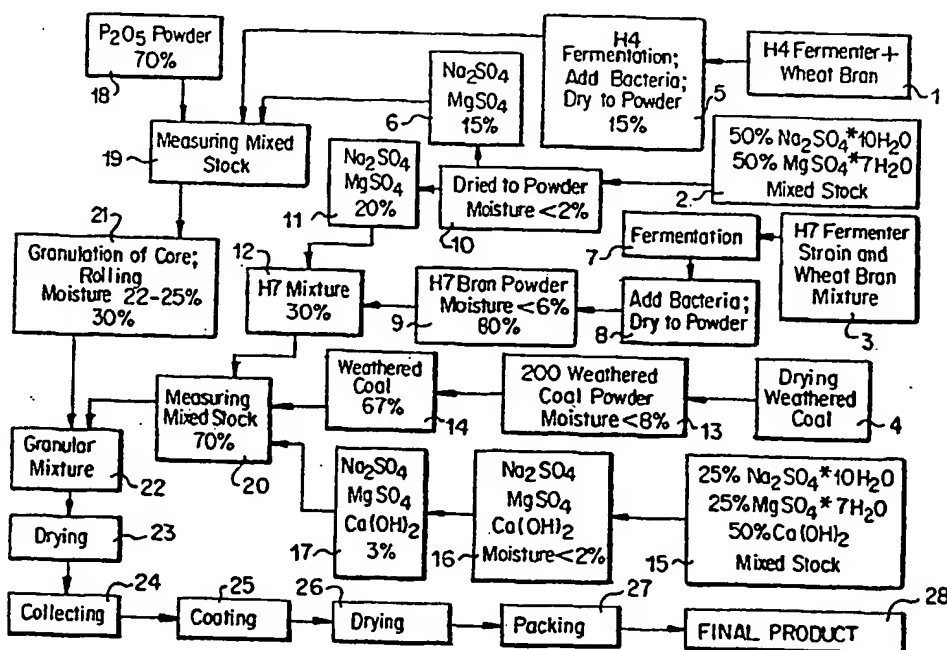 P2O5 Powder
70%
18
Na2SO4
MgSO4
15%
6
H4
Fermentation;
Add Bacteria;
Dry to Powder
15%
5
H4 Fermenter+
Wheat Bran
1
19
Measuring Mixed
Stock
Na2SO4
MgSO4
20%
11
Dried to Powder
Moisture <2%
10
50% Na2SO4*10H2O
50% MgSO4*7H2O
Mixed Stock
2
21
Granulation of Core;
Rolling
Moisture 22-25%
30%
12
H7 Mixture
30%
H7 Bran Powder
Moisture <6%
80%
9
Fermentation
7
Add Bacteria;
Dry to Powder
8
H7 Fermenter
Strain and
Wheat Bran
Mixture
3
Measuring
Mixed Stock
70%
20
Weathered
Coal
67%
14
200 Weathered
Coal Powder
Moisture <8%
13
Drying
Weathered
Coal
4
Granular
Mixture
22
Na2SO4
MgSO4
Ca(OH)2
3%
17
Na2SO4
MgSO4
Ca(OH)2
Moisture <2%
16
25% Na2SO4*10H2O
25% MgSO4*7H2O
50% Ca(OH)2
Mixed Stock
15
Drying
23
Collecting
24
Coating
25
Drying
26
Packing
27
FINAL PRODUCT
28